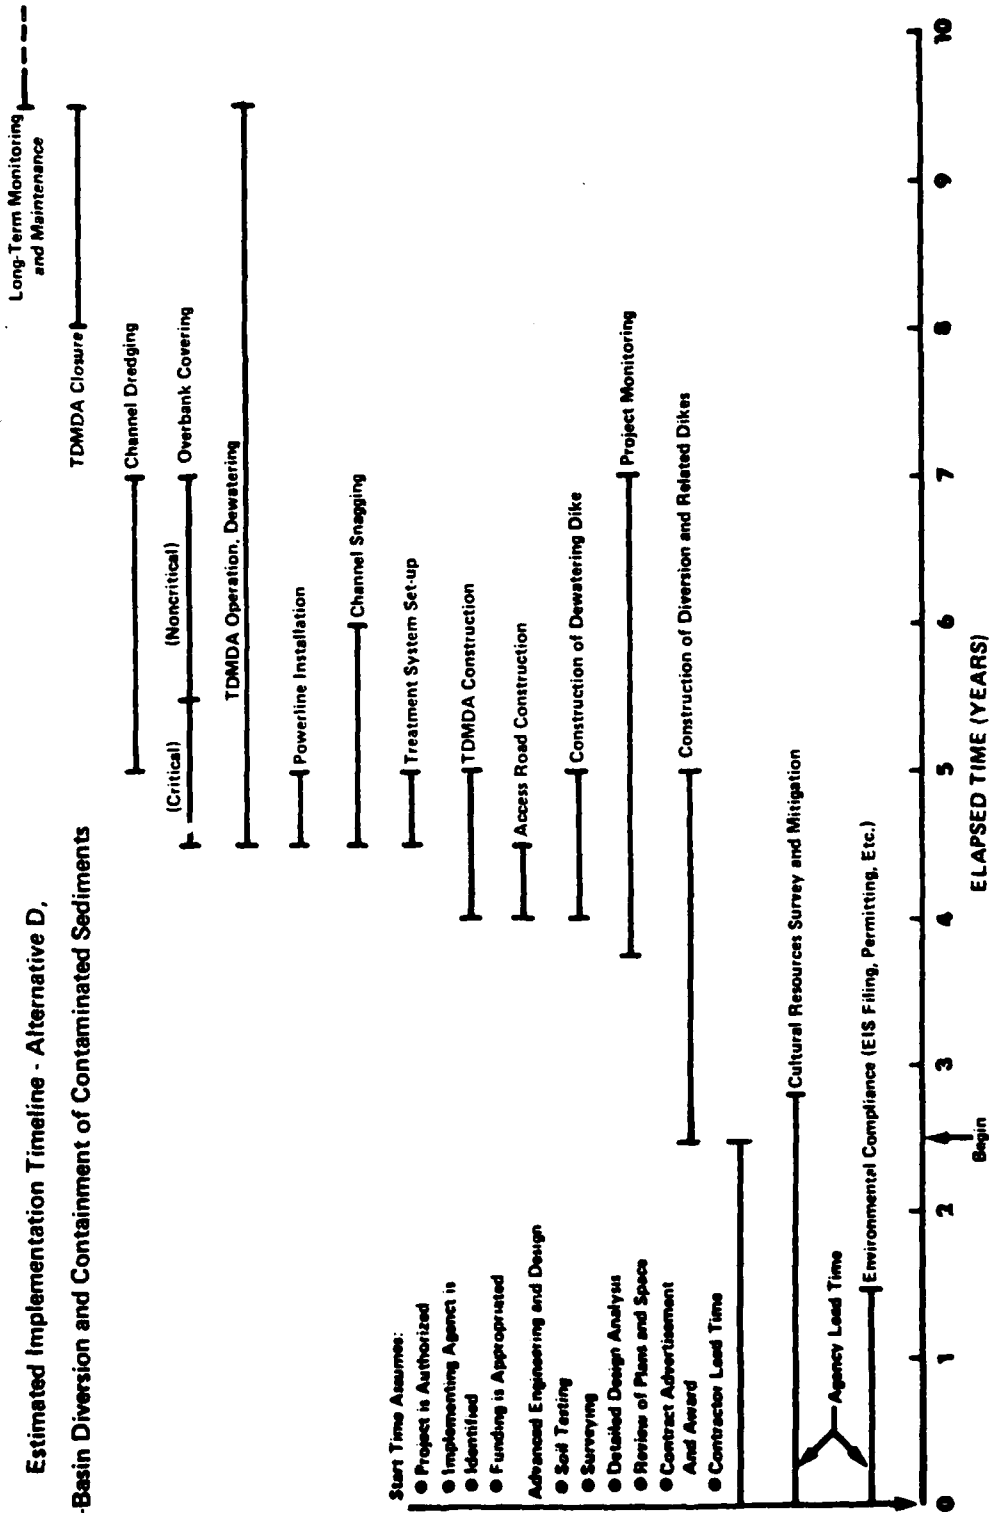 Estimated Implementation Timeline - Alternative D,
-Basin Diversion and Containment of Contaminated Sediments
Long-Term Monitoring
and Maintenance
TDMDA Closure
Channel Dredging
(Critical)
(Noncritical)
Overbank Covering
TDMDA Operation, Dewatering
Powerline Installation
Channel Snagging
Treatment System Set-up
TDMDA Construction
Access Road Construction
Construction of Dewatering Dike
Project Monitoring
Construction of Diversion and Related Dikes
Start Time Assumes:
● Project is Authorized
● Implementing Agenct is
● Identified
● Funding is Appropriated
Advanced Engineering and Design
● Soil Testing
● Surveying
● Detailed Design Analysis
● Review of Plans and Specs
● Contract Advertisement
And Award
● Contractor Lead Time
Cultural Resources Survey and Mitigation
Agency Lead Time
Environmental Compliance (EIS Filing, Permitting, Etc.)
0 1 2 3 4 5 6 7 8 9 10
Begin
ELAPSED TIME (YEARS)